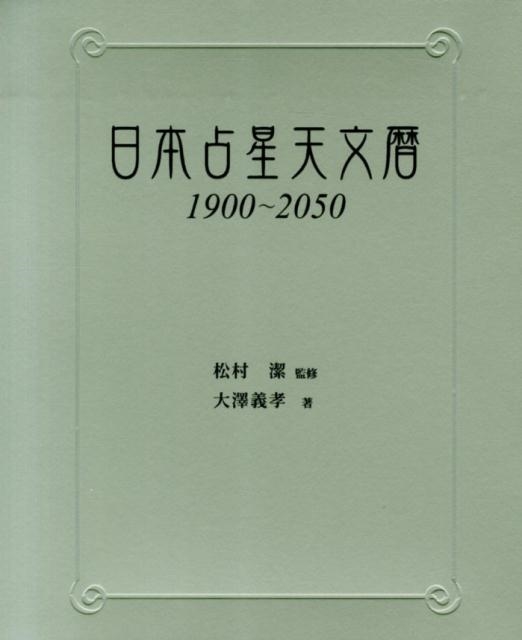 日本占星天文暦
1900~2050
松村 潔 監修
大澤義孝 著